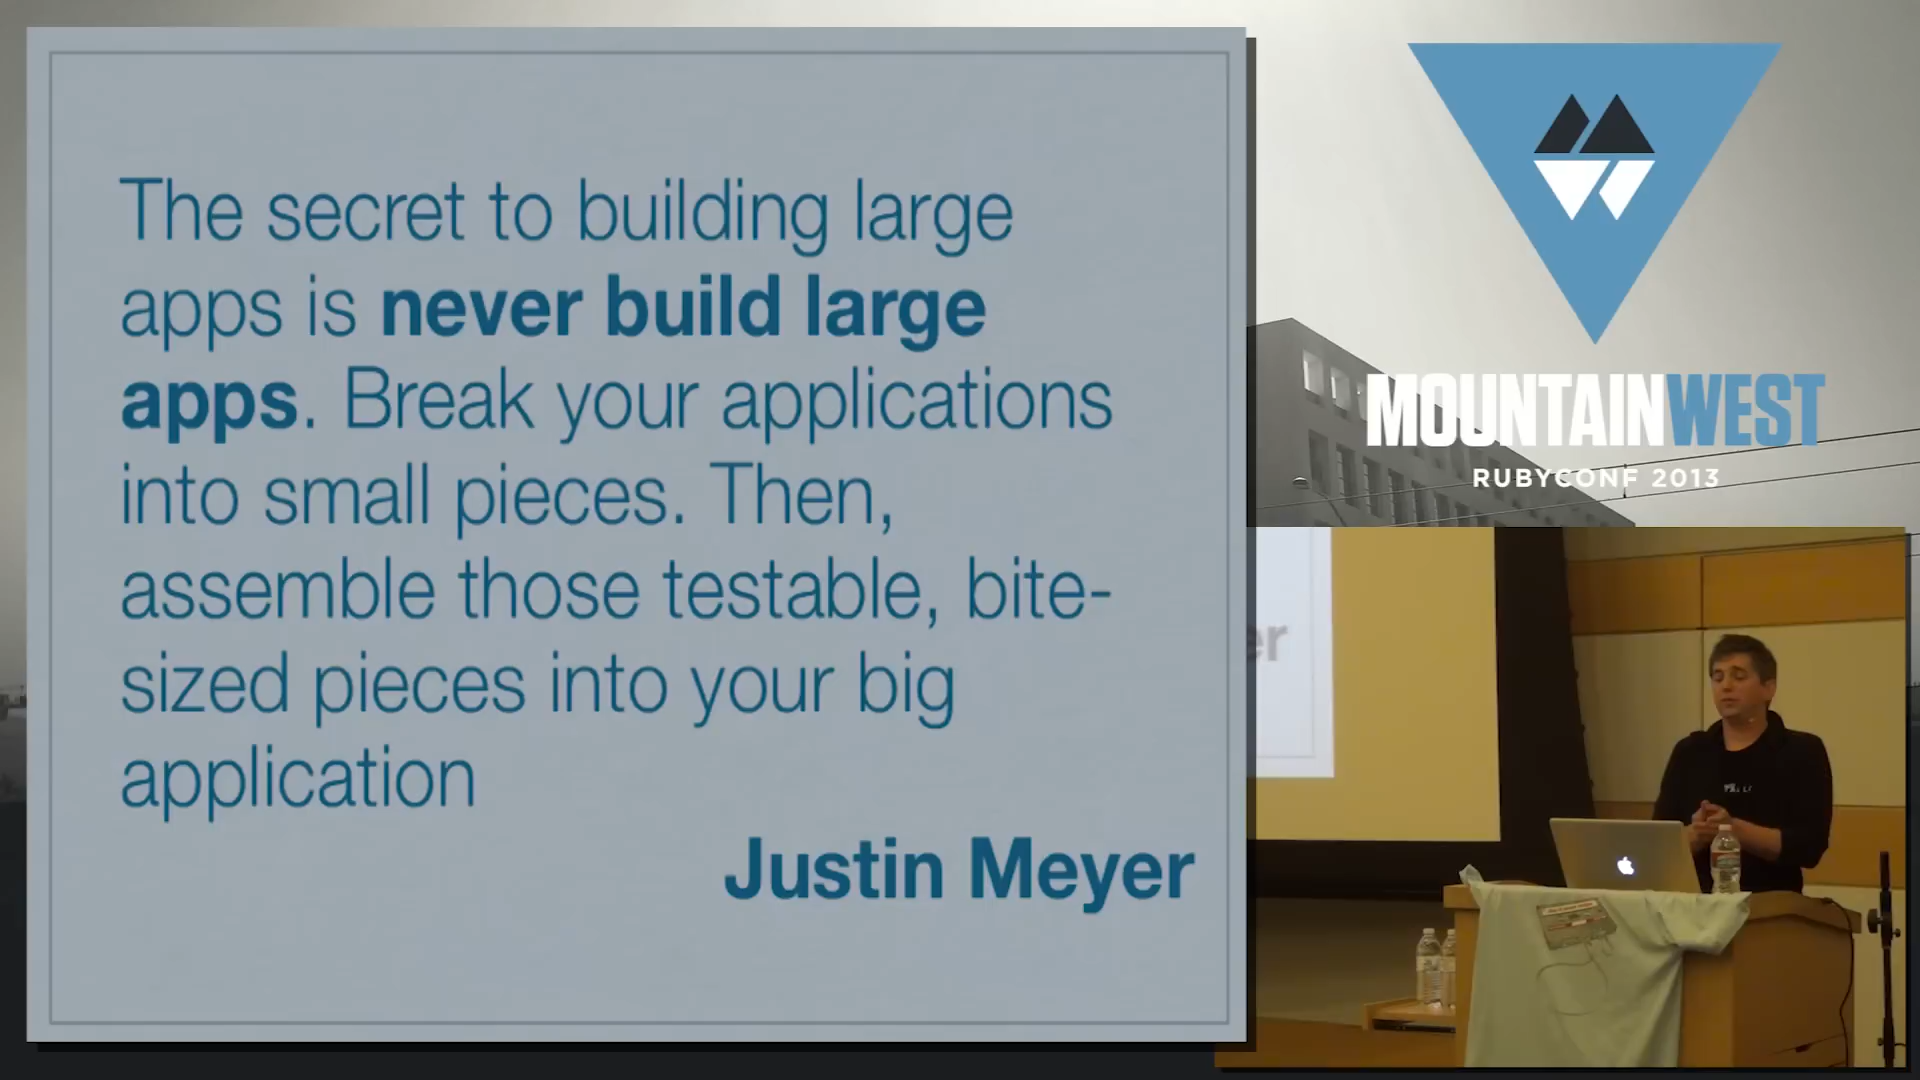 The secret to building large
apps is never build large
apps. Break your applications
into small pieces. Then,
assemble those testable, bite-
sized pieces into your big
application
Justin Meyer
MOUNTAINWEST
RUBYCONF 2013
er